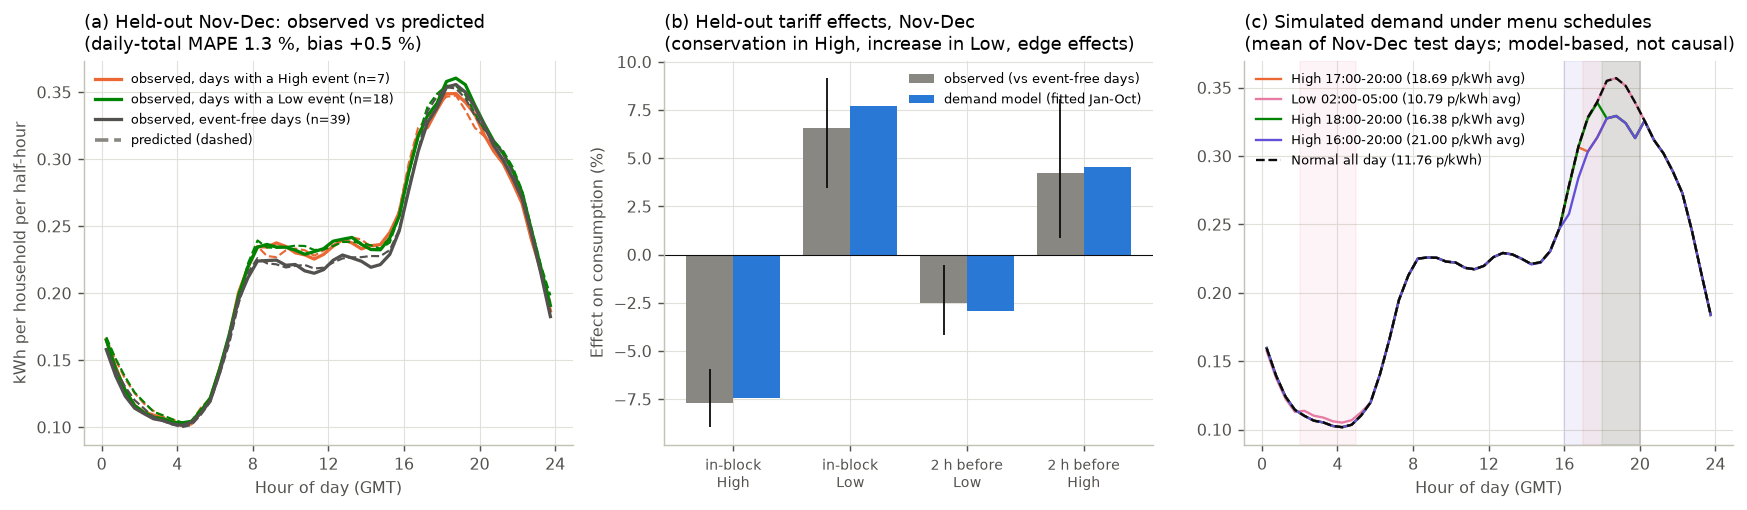 (a) Held-out Nov-Dec: observed vs predicted
(daily-total MAPE 1.3 %, bias +0.5 %)
observed, days with a High event (n=7)
observed, days with a Low event (n=18)
observed, event-free days (n=39)
predicted (dashed)
kWh per household per half-hour
0.35
0.30
0.25
0.20
0.15
0.10
0
4
8
12
16
20
24
Hour of day (GMT)
(b) Held-out tariff effects, Nov-Dec
(conservation in High, increase in Low, edge effects)
observed (vs event-free days)
demand model (fitted Jan-Oct)
Effect on consumption (%)
10.0
7.5
5.0
2.5
0.0
−2.5
−5.0
−7.5
in-block
High
in-block
Low
2 h before
Low
2 h before
High
(c) Simulated demand under menu schedules
(mean of Nov-Dec test days; model-based, not causal)
High 17:00-20:00 (18.69 p/kWh avg)
Low 02:00-05:00 (10.79 p/kWh avg)
High 18:00-20:00 (16.38 p/kWh avg)
High 16:00-20:00 (21.00 p/kWh avg)
Normal all day (11.76 p/kWh)
0.35
0.30
0.25
0.20
0.15
0.10
0
4
8
12
16
20
24
Hour of day (GMT)